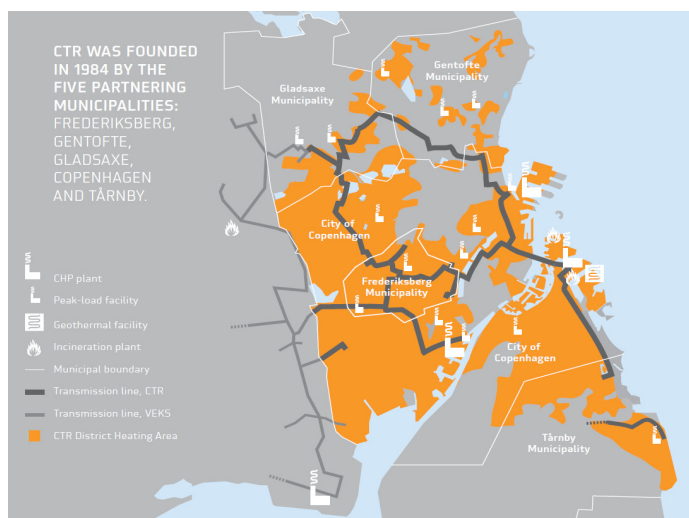 CTR WAS FOUNDED
IN 1984 BY THE
FIVE PARTNERING
MUNICIPALITIES:
FREDERIKSBERG,
GENTOFTE,
GLADSAXE,
COPENHAGEN
AND TÅRNBY.
Gentofte
Municipality
Gladsaxe
Municipality
City of
Copenhagen
Frederiksberg
Municipality
City of
Copenhagen
Tårnby
Municipality
CHP plant
Peak-load facility
Geothermal facility
Incineration plant
Municipal boundary
Transmission line, CTR
Transmission line, VEKS
CTR District Heating Area